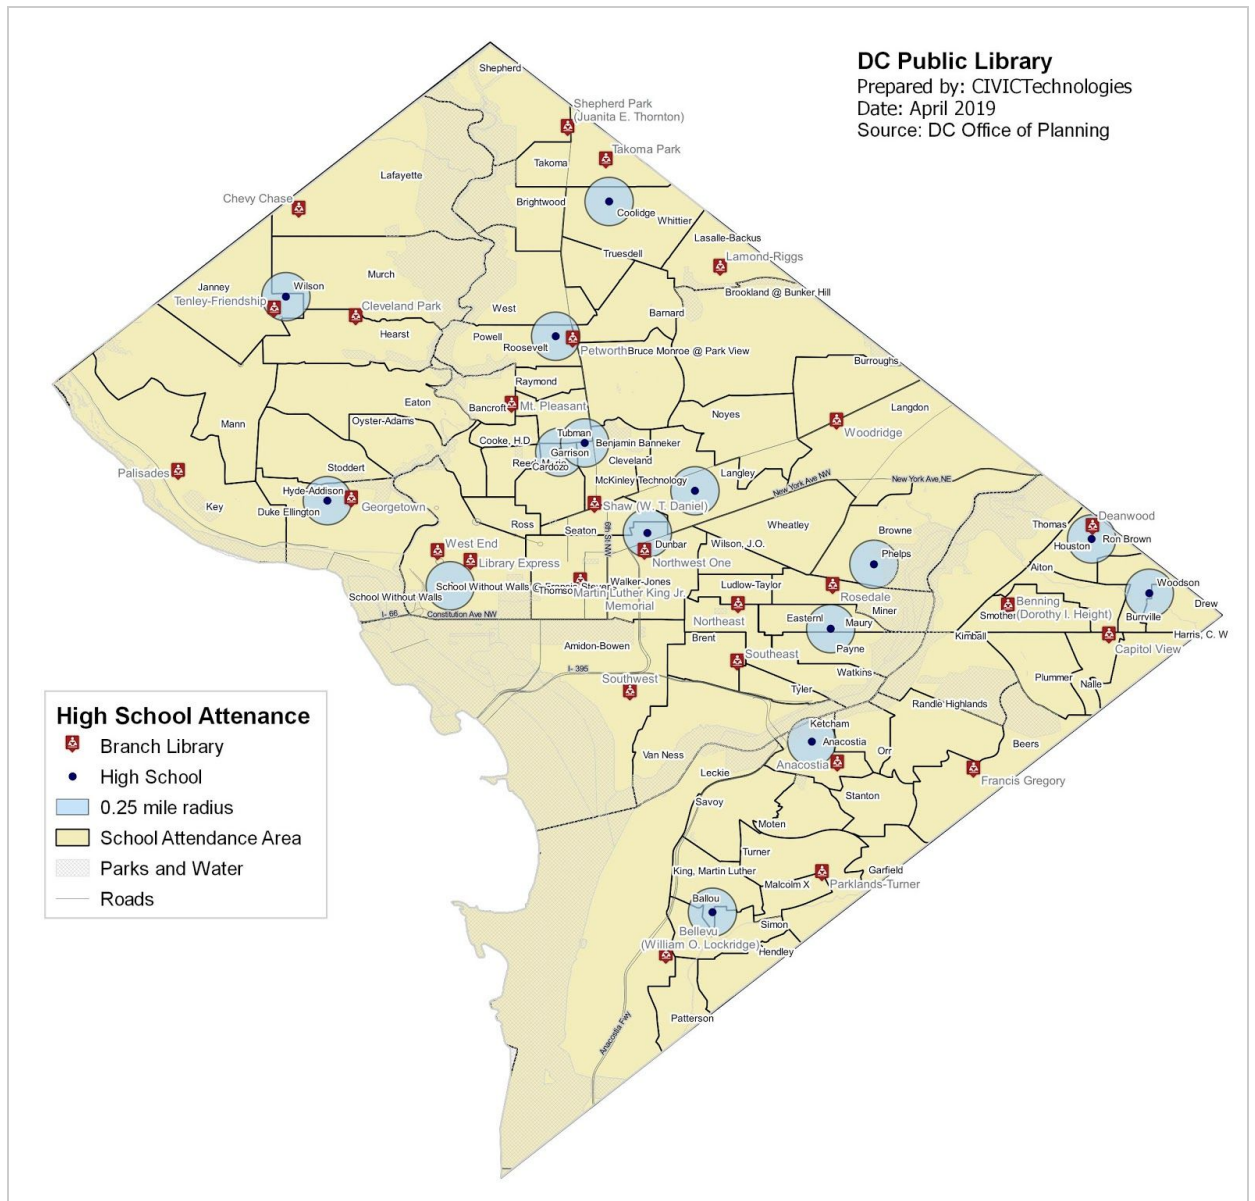 DC Public Library
Prepared by: CIVICTechnologies
Date: April 2019
Source: DC Office of Planning
Shepherd
Shepherd Park
(Juanita E. Thornton)
Takoma Park
Takoma
Lafayette
Chevy Chase
Brightwood
Coolidge
Whittier
Lasalle-Backus
Truesdell
Lamond-Riggs
Murch
Janney
Wilson
Tenley-Friendship
Cleveland Park
Brookland @ Bunker Hill
West
Barnard
Hearst
Powell
Roosevelt
Petworth
Bruce Monroe @ Park View
Burroughs
Raymond
Eaton
Bancroft
Mt. Pleasant
Langdon
Noyes
Mann
Oyster-Adams
Woodridge
Tubman
Cooke, H.D
Benjamin Banneker
Garrison
Cleveland
Cardozo
Palisades
Stoddert
McKinley Technology
Langley
New York Ave NW
New York Ave NE
Hyde-Addison
Key
Duke Ellington
Georgetown
Shaw (W. T. Daniel)
Ross
Seaton
6th St NW
Wheatley
Browne
Thomas
Deanwood
Houston
Ron Brown
West End
Library Express
Dunbar
Wilson, J.O.
Northwest One
Phelps
Aiton
School Without Walls
School Without Walls @
Walker-Jones
Martin Luther King Jr.
Memorial
Ludlow-Taylor
Rosedale
Woodson
Benning
(Dorothy I. Height)
Smother
Burrville
Drew
I- 66
Constitution Ave NW
Northeast
Easternl
Maury
Miner
Kimball
Harris, C. W
Capitol View
Amidon-Bowen
Brent
Southeast
Payne
Watkins
I- 395
Southwest
Tyler
Plummer
Nalle
Randle Highlands
High School Attenance
Branch Library
High School
0.25 mile radius
School Attendance Area
Parks and Water
Roads
Ketcham
Anacostia
Anacostia
Orr
Beers
Van Ness
Leckie
Francis Gregory
Savoy
Stanton
Moten
Turner
King, Martin Luther
Malcolm X
Garfield
Parklands-Turner
Ballou
Simon
Bellevu
(William O. Lockridge)
Hendley
Patterson
Anacostia Fwy